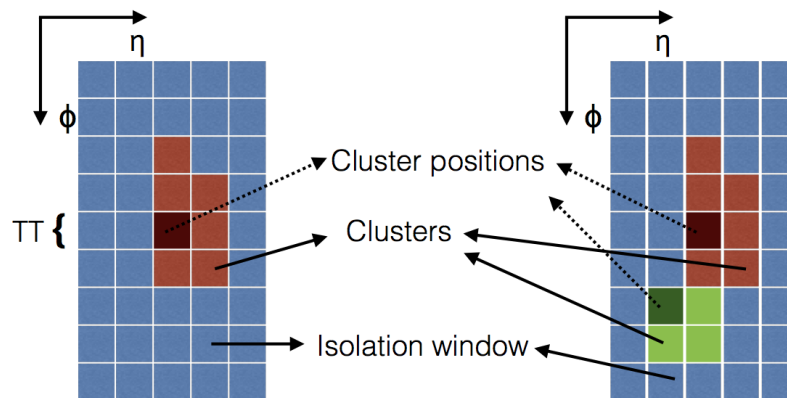 η
η
ϕ
ϕ
Cluster positions
TT {
Clusters
Isolation window